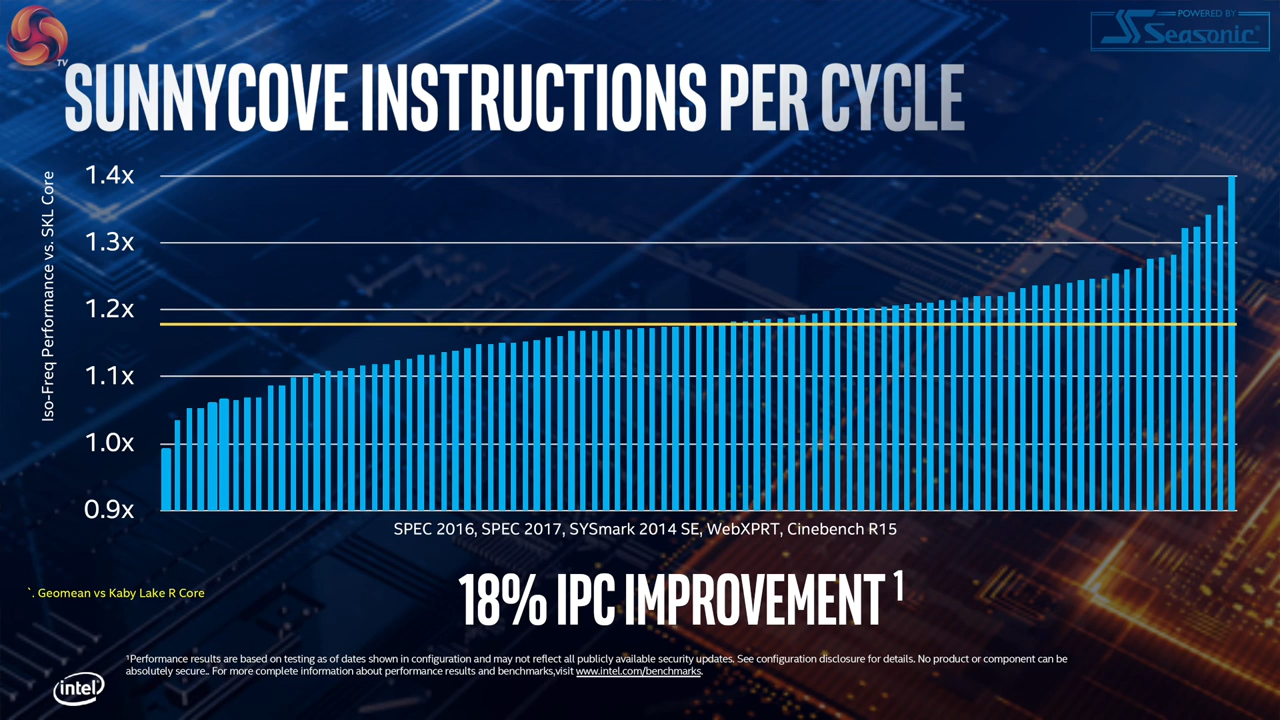 TV
POWERED BY
Seasonic
SUNNYCOVE INSTRUCTIONS PER CYCLE
Iso-Freq Performance vs. SKL Core
1.4x
1.3x
1.2x
1.1x
1.0x
0.9x
SPEC 2016, SPEC 2017, SYSmark 2014 SE, WebXPRT, Cinebench R15
`. Geomean vs Kaby Lake R Core
18% IPC IMPROVEMENT ¹
¹Performance results are based on testing as of dates shown in configuration and may not reflect all publicly available security updates. See configuration disclosure for details. No product or component can be
absolutely secure.. For more complete information about performance results and benchmarks,visit www.intel.com/benchmarks.
intel